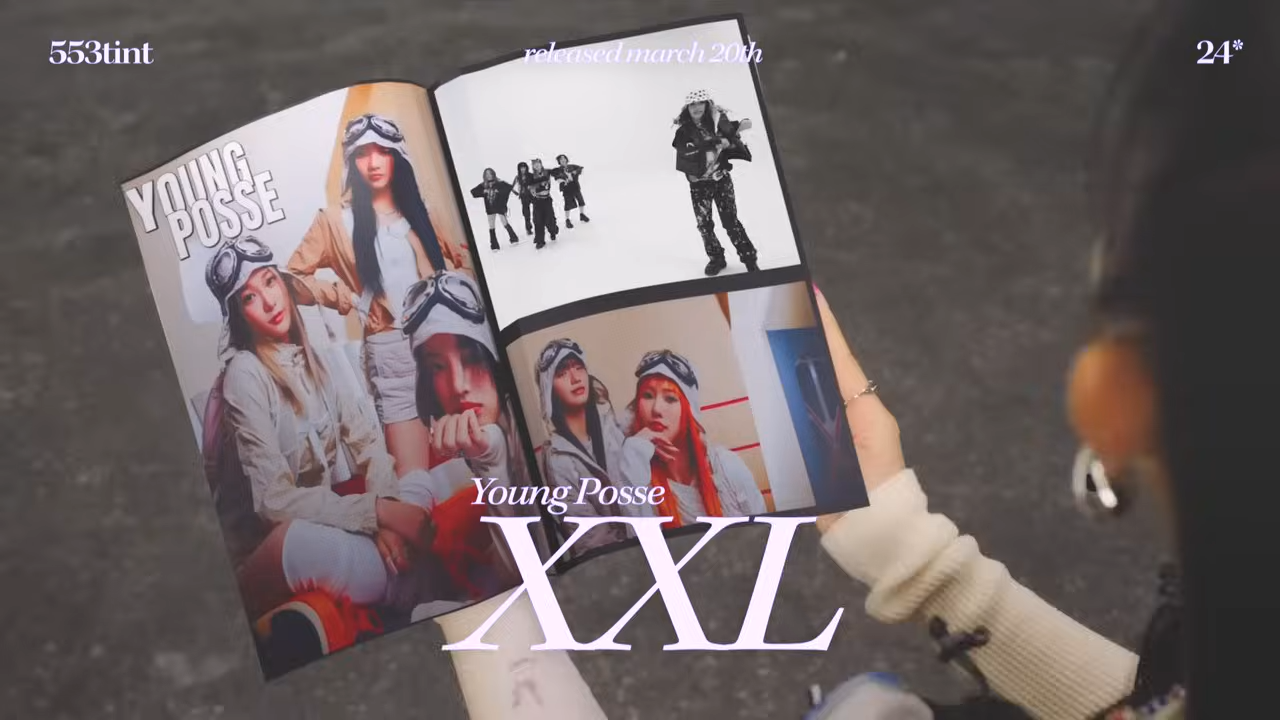 553tint
released march 20th
24*
YOUNG
POSSE
Young Posse
XXL